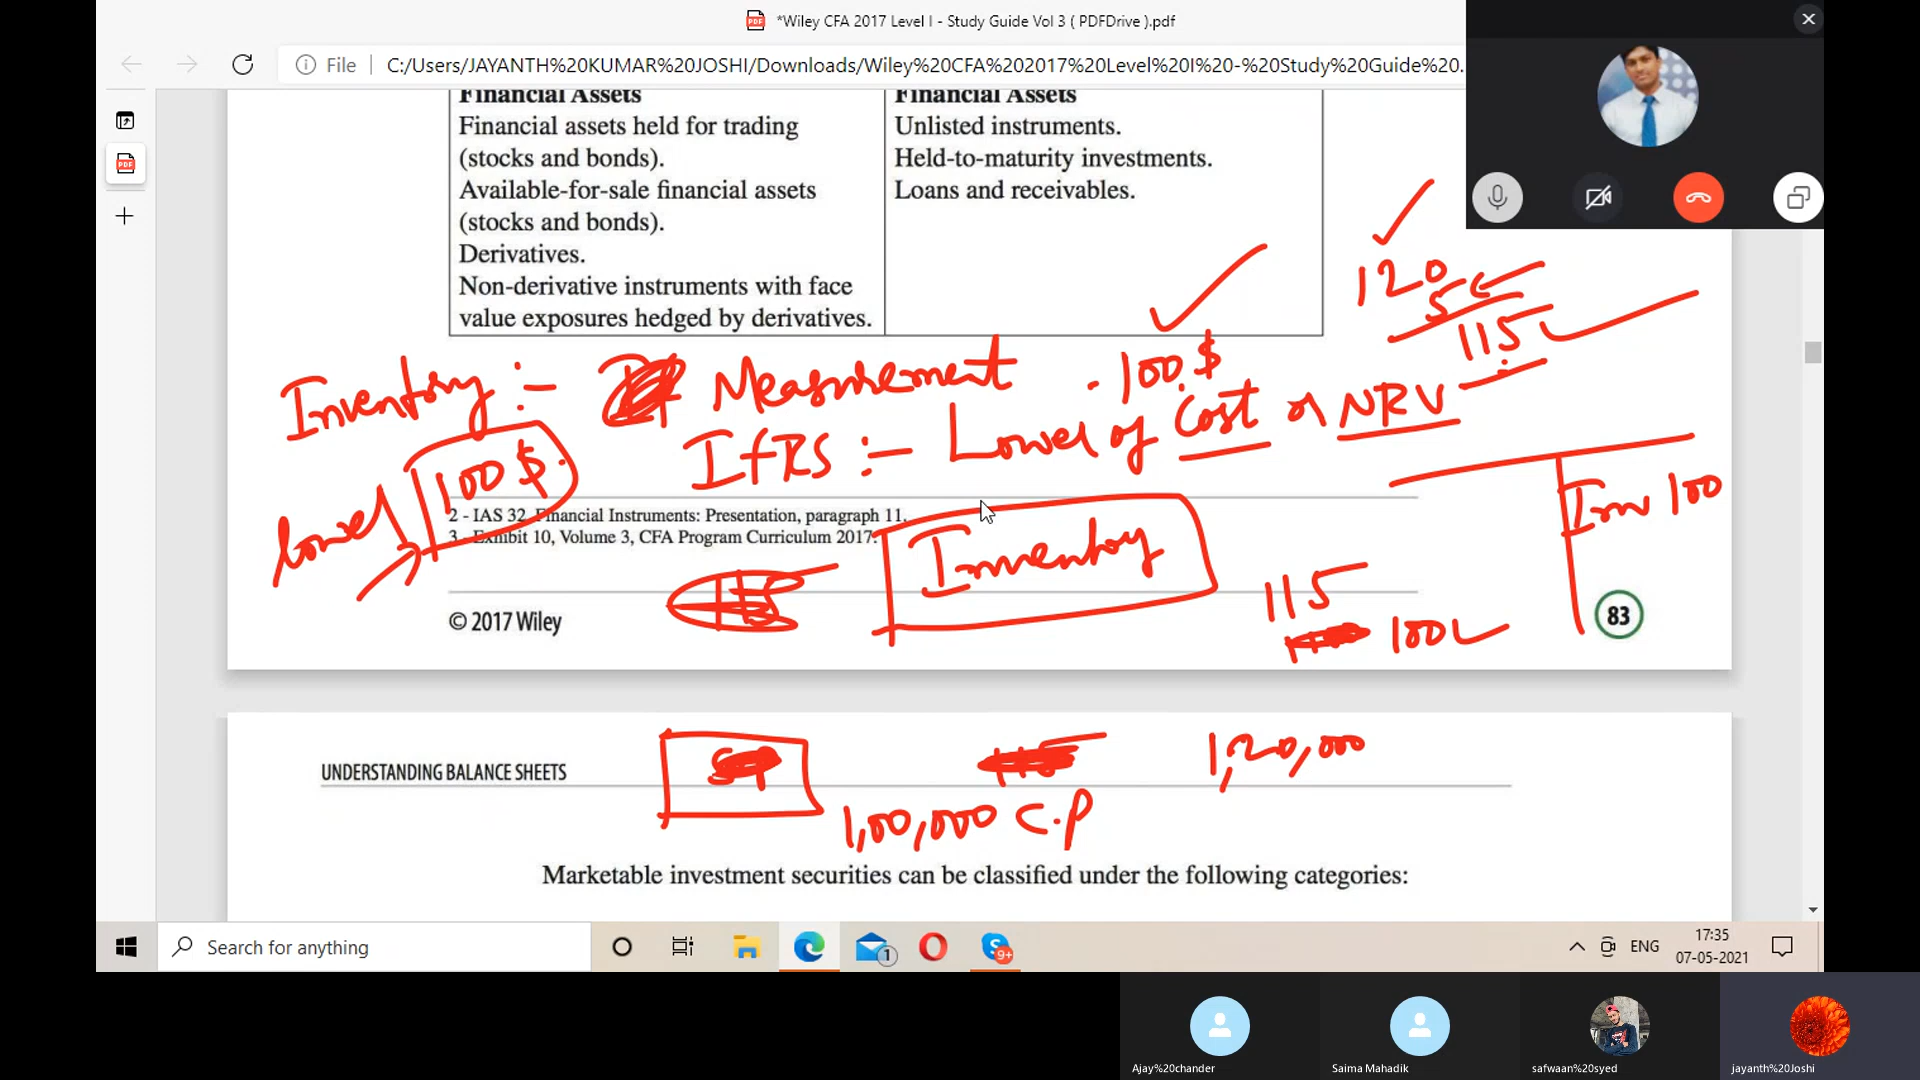 *Wiley CFA 2017 Level I - Study Guide Vol 3 ( PDFDrive ).pdf
File
C:/Users/JAYANTH%20KUMAR%20JOSHI/Downloads/Wiley%20CFA%202017%20Level%20I%20-%20Study%20Guide%20.
Financial Assets
Financial assets held for trading
(stocks and bonds).
Available-for-sale financial assets
(stocks and bonds).
Derivatives.
Non-derivative instruments with face
value exposures hedged by derivatives.
Financial Assets
Unlisted instruments.
Held-to-maturity investments.
Loans and receivables.
120
5
115
Inventory :- Measurement
100 $
IFRS :- Lower of Cost or NRV
lower 100 $.
Inv 100
2 - IAS 32, Financial Instruments: Presentation, paragraph 11.
3 - Exhibit 10, Volume 3, CFA Program Curriculum 2017.
Inventory
115
115
100
© 2017 Wiley
83
UNDERSTANDING BALANCE SHEETS
1,20,000
1,00,000 C.P
Marketable investment securities can be classified under the following categories:
Search for anything
1
9+
ENG
17:35
07-05-2021
Ajay%20chander
Saima Mahadik
safwaan%20syed
jayanth%20Joshi